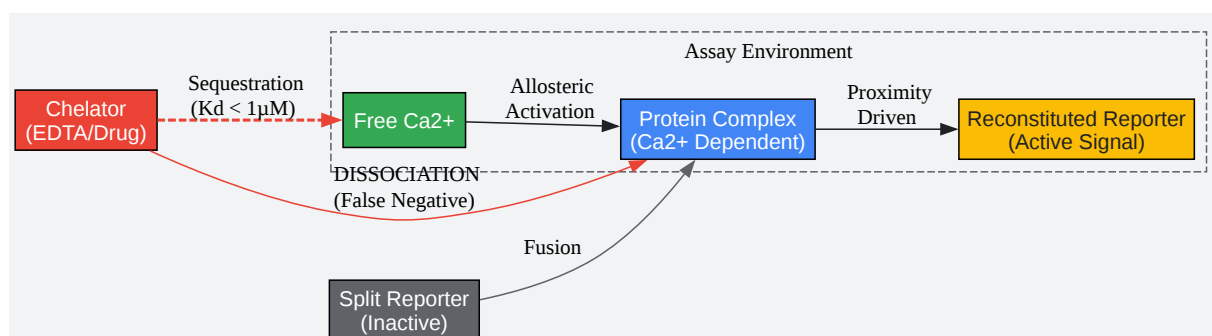 Assay Environment
Sequestration
(Kd < 1µM)
Allosteric
Activation
Proximity
Driven
Chelator
(EDTA/Drug)
Free Ca2+
Protein Complex
(Ca2+ Dependent)
Reconstituted Reporter
(Active Signal)
DISSOCIATION
(False Negative)
Fusion
Split Reporter
(Inactive)